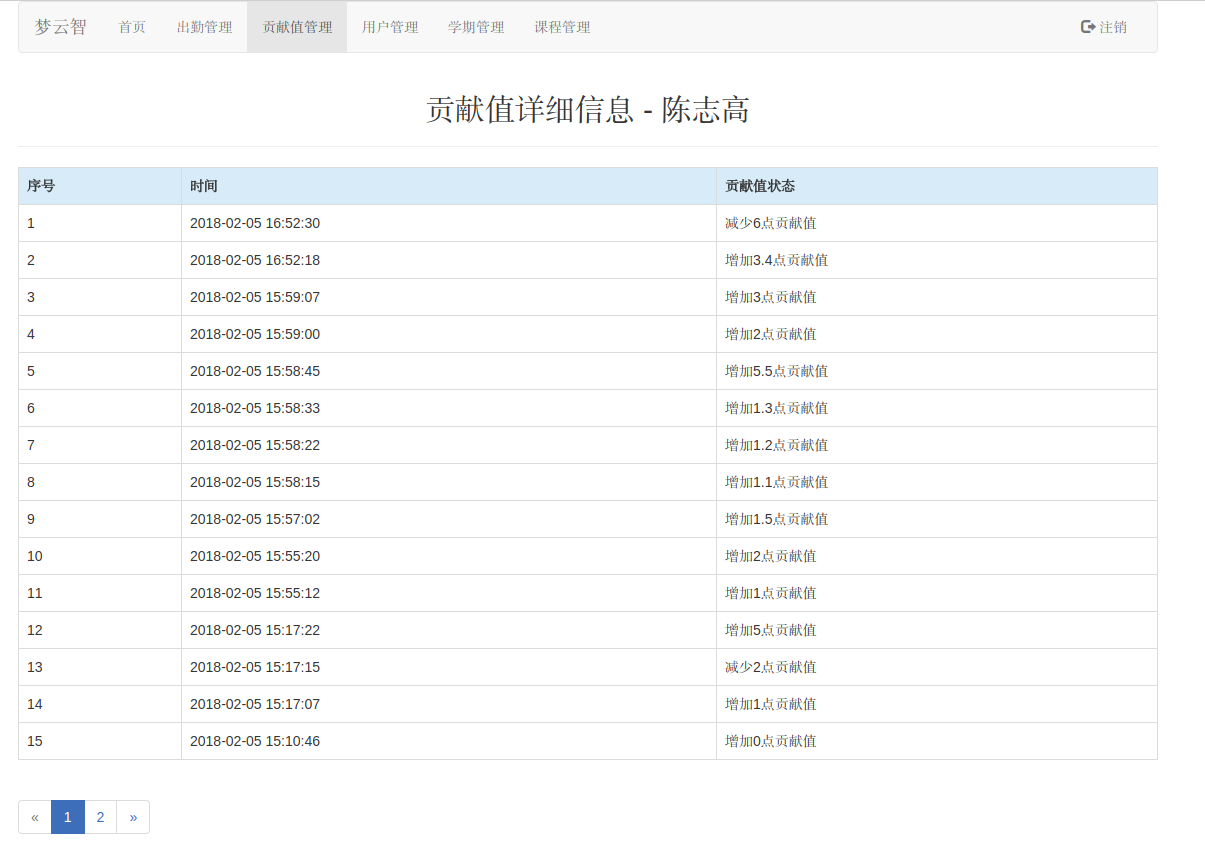 梦云智 首页 出勤管理 贡献值管理 用户管理 学期管理 课程管理 注销
贡献值详细信息 - 陈志高
序号 时间 贡献值状态
1 2018-02-05 16:52:30 减少6点贡献值
2 2018-02-05 16:52:18 增加3.4点贡献值
3 2018-02-05 15:59:07 增加3点贡献值
4 2018-02-05 15:59:00 增加2点贡献值
5 2018-02-05 15:58:45 增加5.5点贡献值
6 2018-02-05 15:58:33 增加1.3点贡献值
7 2018-02-05 15:58:22 增加1.2点贡献值
8 2018-02-05 15:58:15 增加1.1点贡献值
9 2018-02-05 15:57:02 增加1.5点贡献值
10 2018-02-05 15:55:20 增加2点贡献值
11 2018-02-05 15:55:12 增加1点贡献值
12 2018-02-05 15:17:22 增加5点贡献值
13 2018-02-05 15:17:15 减少2点贡献值
14 2018-02-05 15:17:07 增加1点贡献值
15 2018-02-05 15:10:46 增加0点贡献值
« 1 2 »